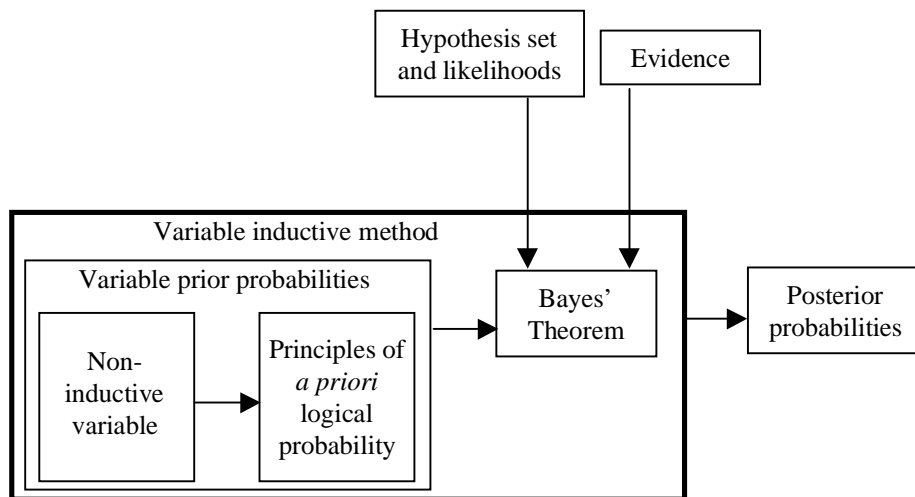 Hypothesis set
and likelihoods
Evidence
Variable inductive method
Variable prior probabilities
Non-
inductive
variable
Principles of
a priori
logical
probability
Bayes’
Theorem
Posterior
probabilities